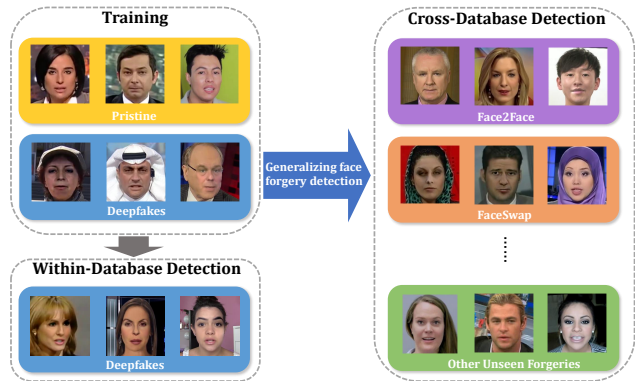 Training
Pristine
Deepfakes
Generalizing face
forgery detection
Within-Database Detection
Deepfakes
Cross-Database Detection
Face2Face
FaceSwap
Other Unseen Forgeries